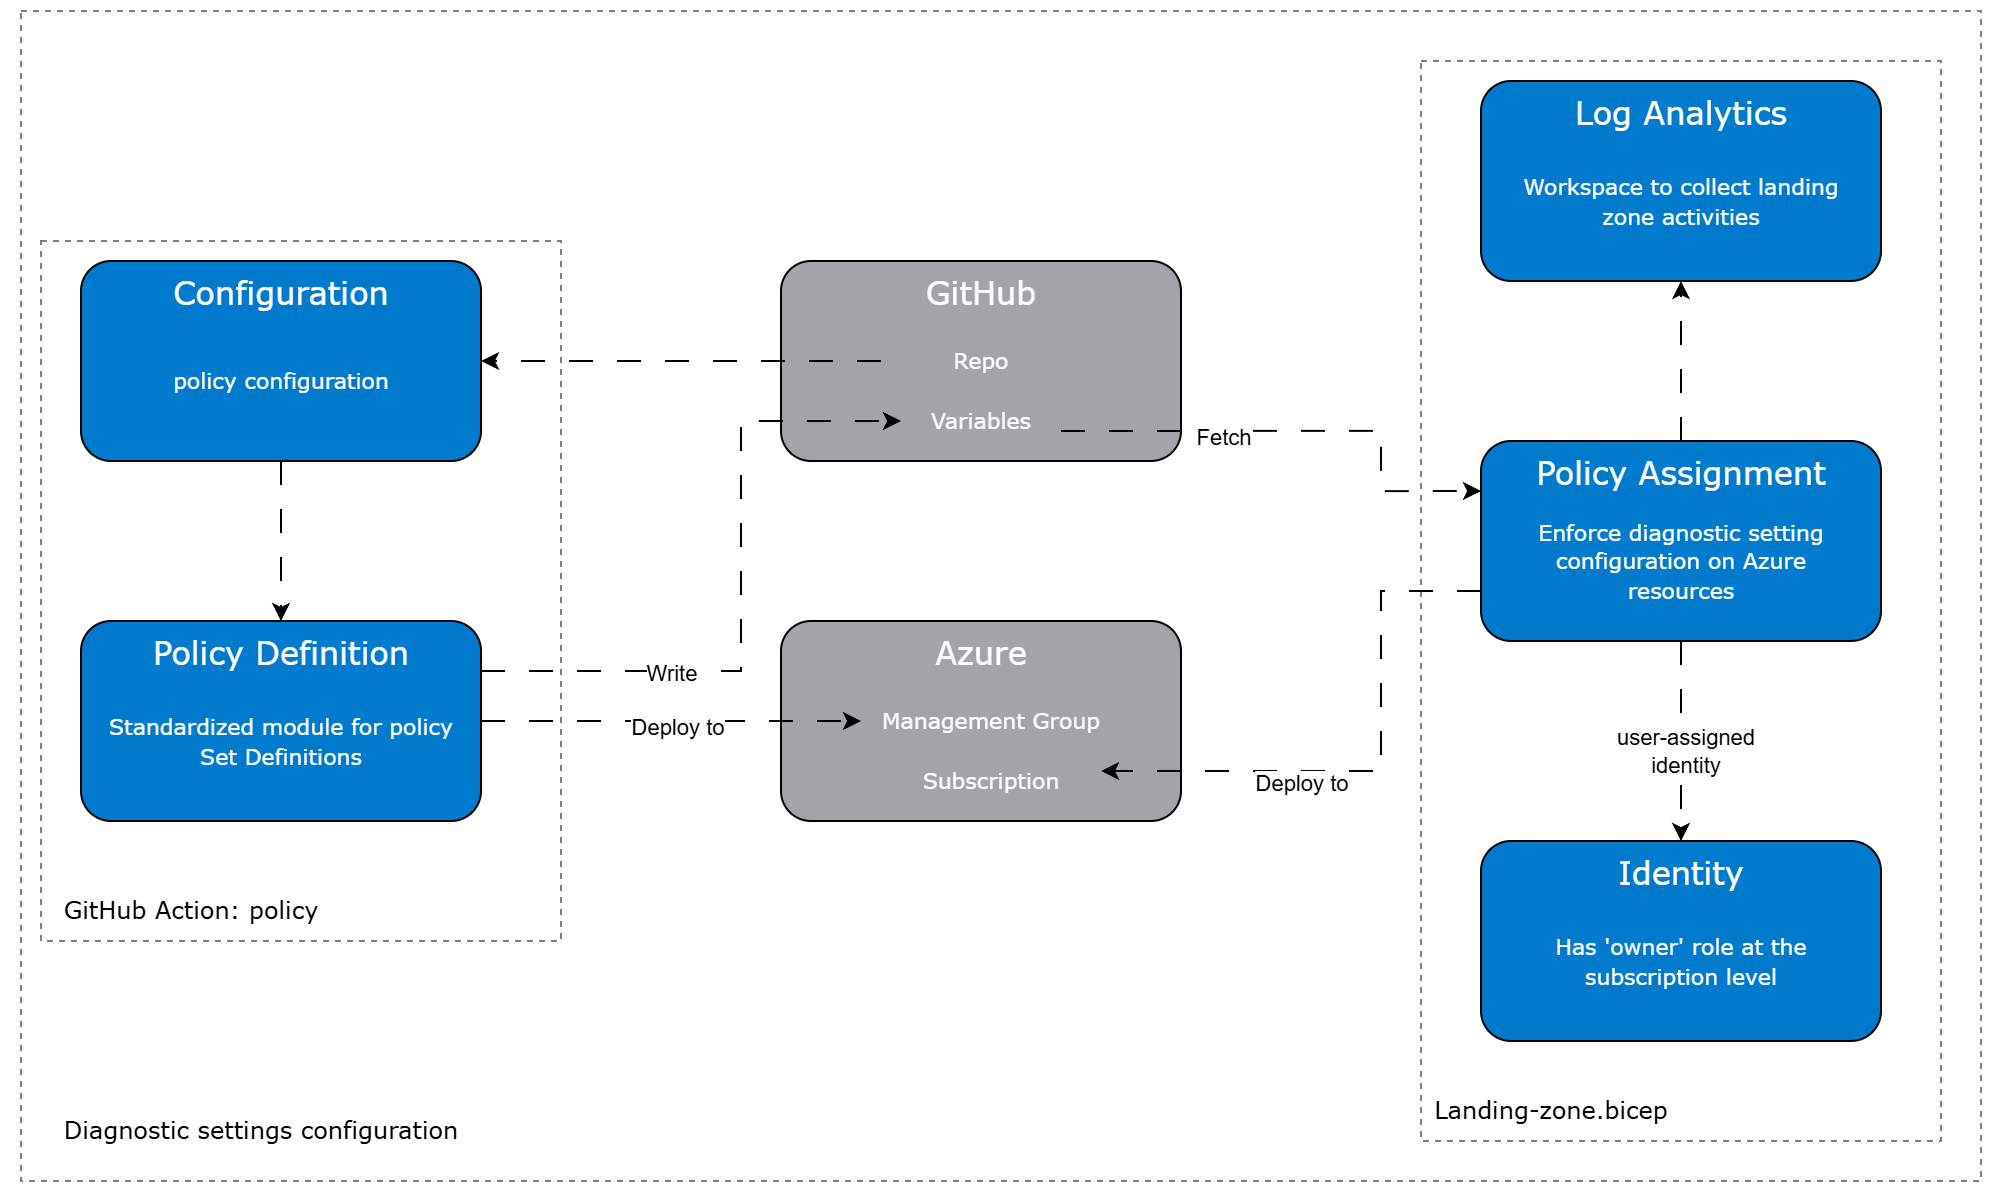 Log Analytics
Workspace to collect landing
zone activities
Configuration
policy configuration
GitHub
Repo
Variables
Fetch
Policy Assignment
Enforce diagnostic setting
configuration on Azure
resources
Policy Definition
Standardized module for policy
Set Definitions
Write
Deploy to
Azure
Management Group
Subscription
Deploy to
user-assigned
identity
Identity
Has 'owner' role at the
subscription level
GitHub Action: policy
Landing-zone.bicep
Diagnostic settings configuration